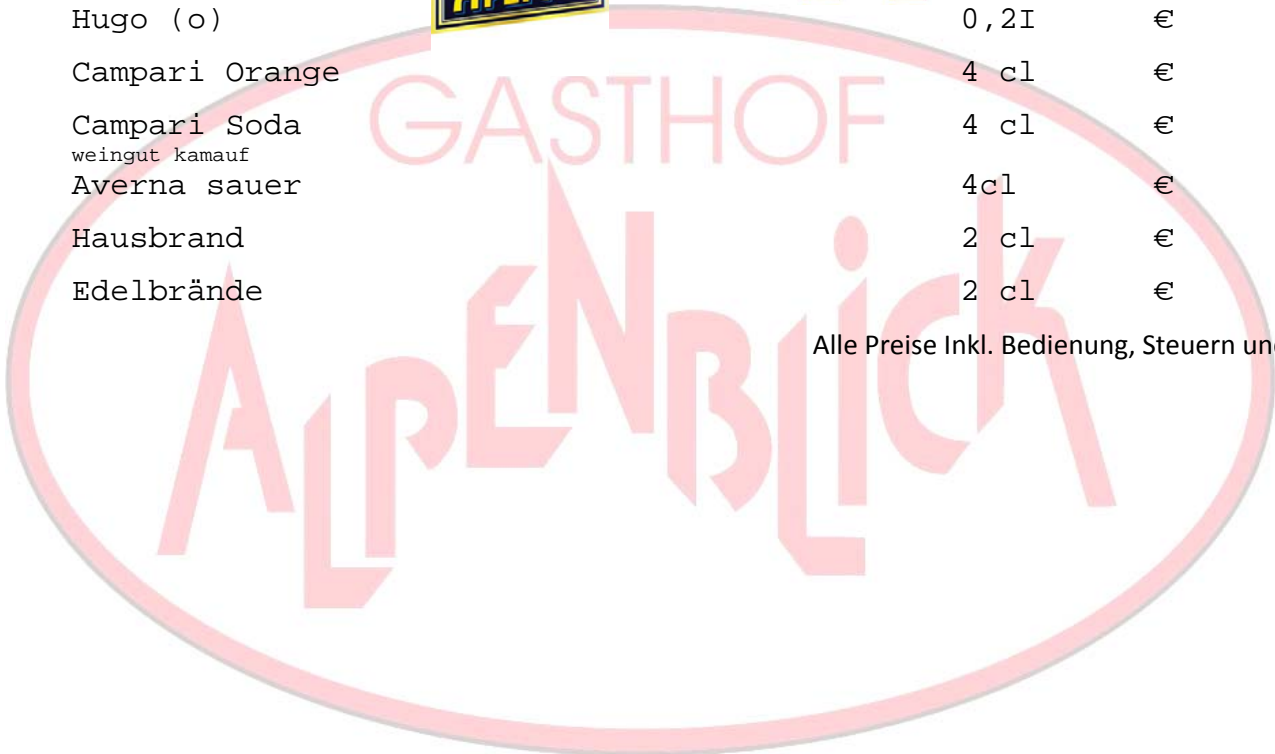 Hugo (o) 0,2I €
Campari Orange 4 cl €
GASTHOF
Campari Soda 4 cl €
weingut kamauf
Averna sauer 4cl €
Hausbrand 2 cl €
Edelbrände 2 cl €
Alle Preise Inkl. Bedienung, Steuern
ALPENBLICK